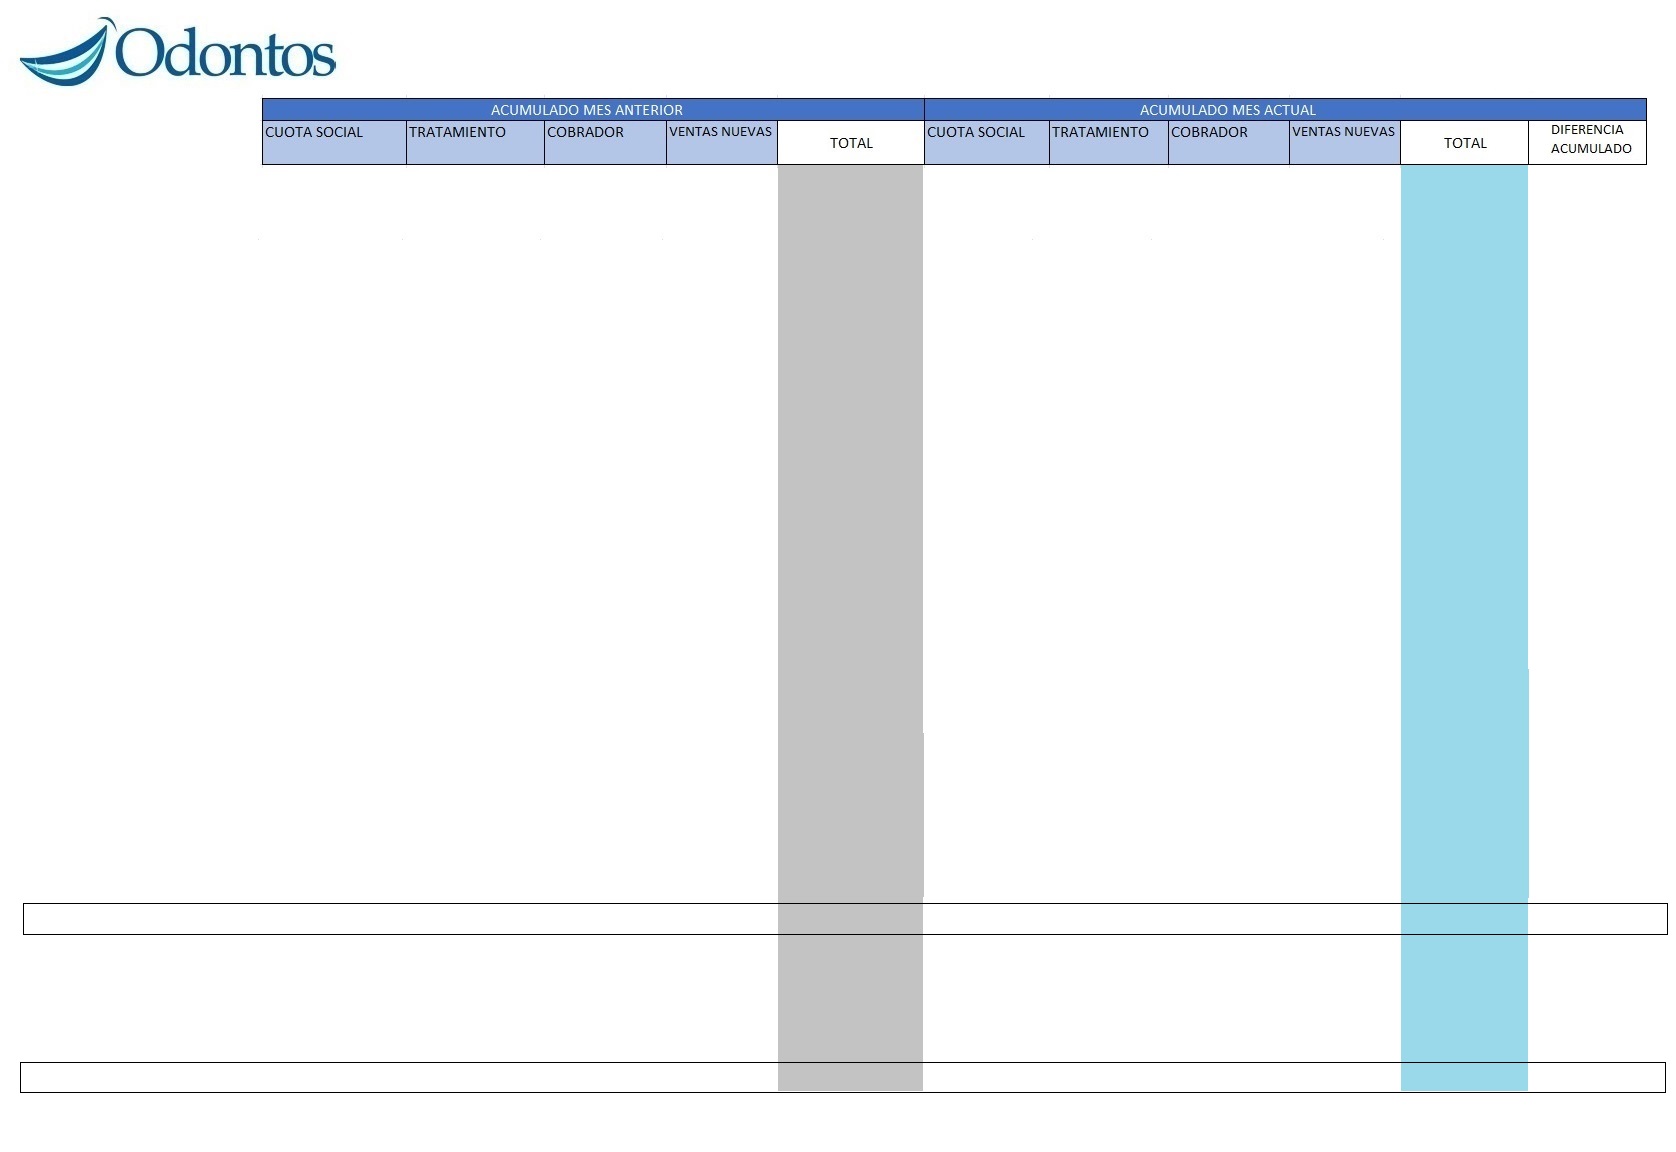 Odontos
ACUMULADO MES ANTERIOR ACUMULADO MES ACTUAL
CUOTA SOCIAL TRATAMIENTO COBRADOR VENTAS NUEVAS TOTAL CUOTA SOCIAL TRATAMIENTO COBRADOR VENTAS NUEVAS TOTAL DIFERENCIA
ACUMULADO